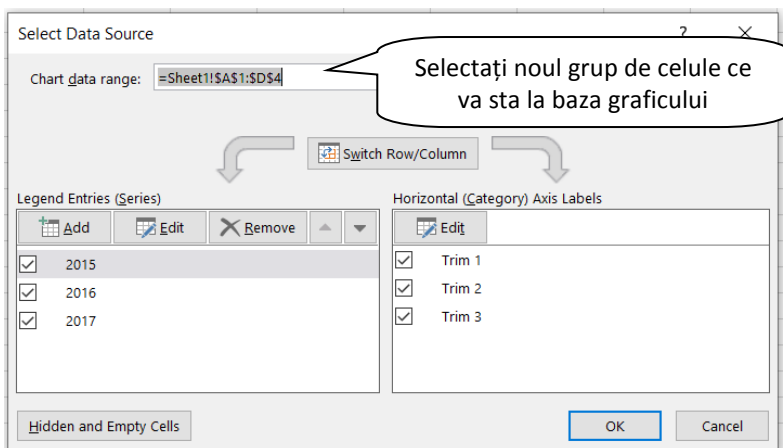 Select Data Source
?
Selectați noul grup de celule ce
va sta la baza graficului
Chart data range: =Sheet1!$A$1:$D$4
Switch Row/Column
Legend Entries (Series)
Horizontal (Category) Axis Labels
Add Edit Remove
Edit
2015
2016
2017
Trim 1
Trim 2
Trim 3
Hidden and Empty Cells
OK
Cancel